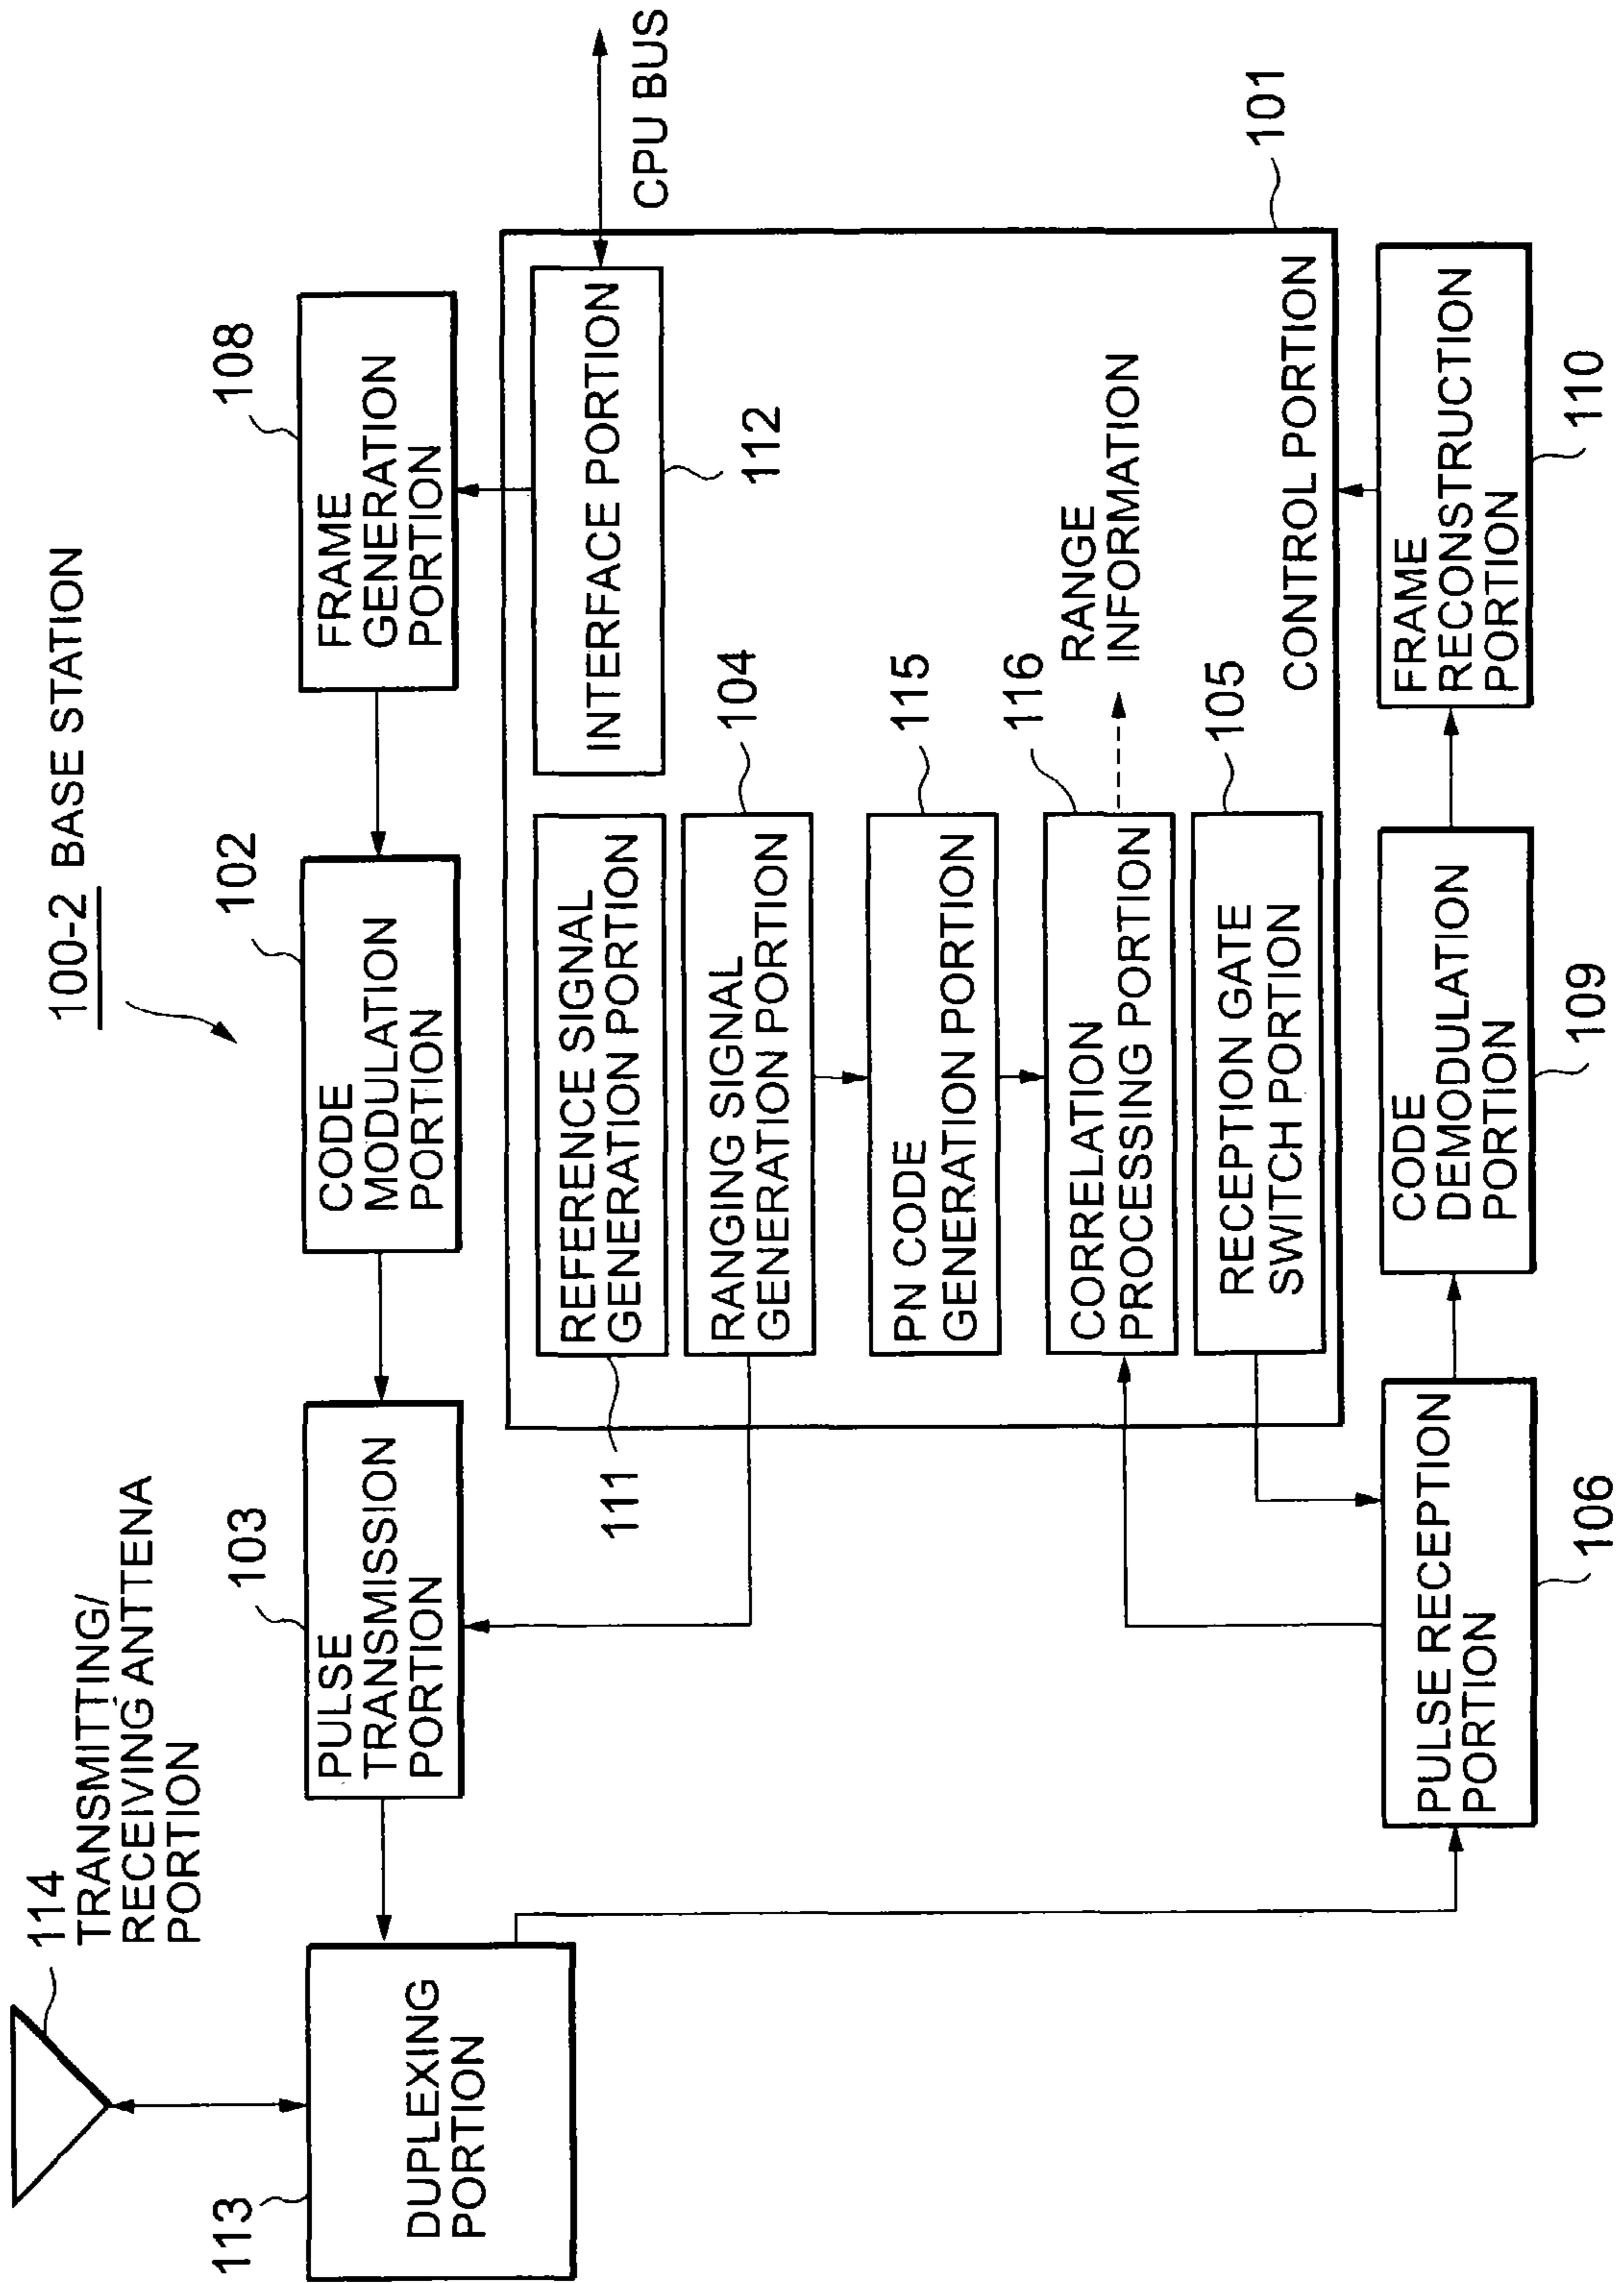 100-2 BASE STATION
114
TRANSMITTING/
RECEIVING ANTTENA
PORTION
113
DUPLEXING
PORTION
103
PULSE
TRANSMISSION
PORTION
102
CODE
MODULATION
PORTION
108
FRAME
GENERATION
PORTION
111
REFERENCE SIGNAL
GENERATION PORTION
INTERFACE PORTION
112
CPU BUS
RANGING SIGNAL
GENERATION PORTION
104
PN CODE
GENERATION PORTION
115
CORRELATION
PROCESSING PORTION
116
RANGE
INFORMATION
RECEPTION GATE
SWITCH PORTION
105
CONTROL PORTION
101
PULSE RECEPTION
PORTION
106
CODE
DEMODULATION
PORTION
109
FRAME
RECONSTRUCTION
PORTION
110